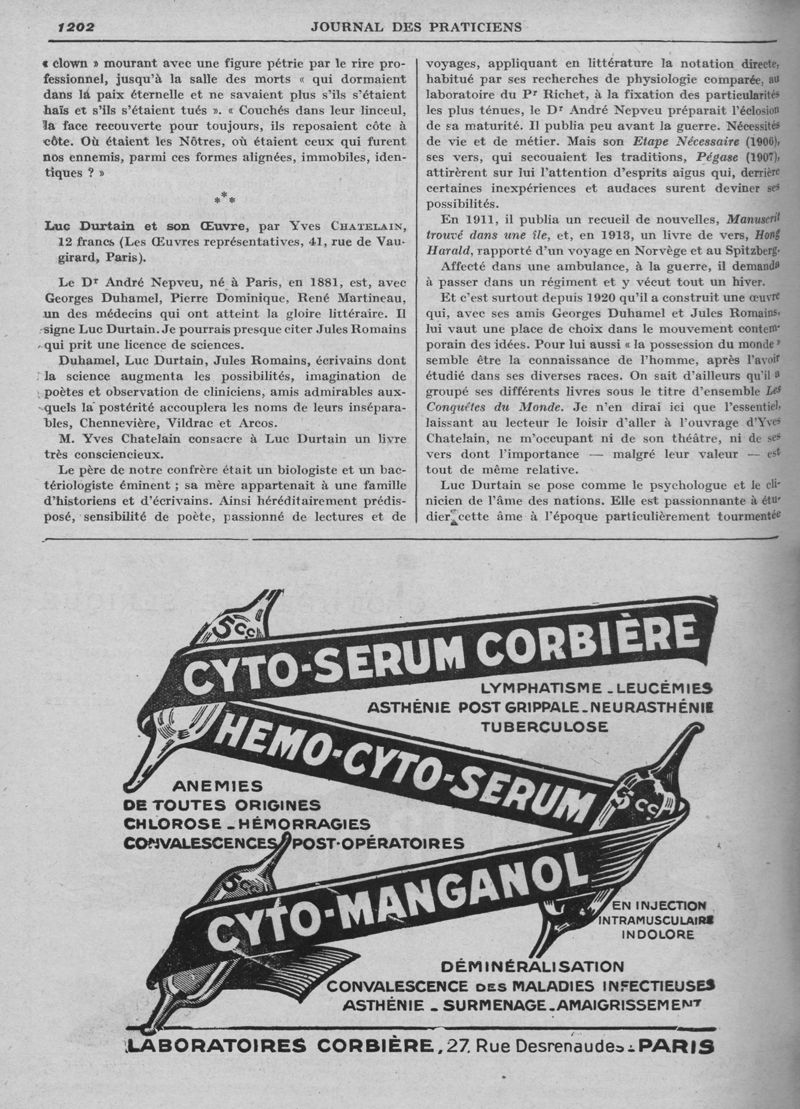 1202
JOURNAL DES PRATICIENS
« clown » mourant avec une figure pétrie par le rire pro-
fessionnel, jusqu'à la salle des morts « qui dormaient
dans la paix éternelle et ne savaient plus s'ils s'étaient
haïs et s'ils s'étaient tués ». « Couchés dans leur linceul,
la face recouverte pour toujours, ils reposaient côte à
côte. Où étaient les Nôtres, où étaient ceux qui furent
nos ennemis, parmi ces formes alignées, immobiles, iden-
tiques ? »
* * *
Luc Durtain et son Œuvre, par Yves CHATELAIN,
12 francs (Les Œuvres représentatives, 41, rue de Vau-
girard, Paris).
Le Dr André Nepveu, né à Paris, en 1881, est, avec
Georges Duhamel, Pierre Dominique, René Martineau,
un des médecins qui ont atteint la gloire littéraire. Il
signe Luc Durtain. Je pourrais presque citer Jules Romains
qui prit une licence de sciences.
Duhamel, Luc Durtain, Jules Romains, écrivains dont
la science augmenta les possibilités, imagination de
poètes et observation de cliniciens, amis admirables aux-
quels la postérité accouplera les noms de leurs insépara-
bles, Chennevière, Vildrac et Arcos.
M. Yves Chatelain consacre à Luc Durtain un livre
très consciencieux.
Le père de notre confrère était un biologiste et un bac-
tériologiste éminent ; sa mère appartenait à une famille
d'historiens et d'écrivains. Ainsi héréditairement prédis-
posé, sensibilité de poète, passionné de lectures et de
voyages, appliquant en littérature la notation directe,
habitué par ses recherches de physiologie comparée, au
laboratoire du Pr Richet, à la fixation des particularités
les plus ténues, le Dr André Nepveu préparait l'éclosion
de sa maturité. Il publia peu avant la guerre. Nécessités
de vie et de métier. Mais son Etape Nécessaire (1906),
ses vers, qui secouaient les traditions, Pégase (1907),
attirèrent sur lui l'attention d'esprits aigus qui, derrière
certaines inexpériences et audaces surent deviner ses
possibilités.
En 1911, il publia un recueil de nouvelles, Manuscrit
trouvé dans une île, et, en 1913, un livre de vers, Hong
Harald, rapporté d'un voyage en Norvège et au Spitzberg.
Affecté dans une ambulance, à la guerre, il demanda
à passer dans un régiment et y vécut tout un hiver.
Et c'est surtout depuis 1920 qu'il a construit une œuvre
qui, avec ses amis Georges Duhamel et Jules Romains,
lui vaut une place de choix dans le mouvement contem-
porain des idées. Pour lui aussi « la possession du monde »
semble être la connaissance de l'homme, après l'avoir
étudié dans ses diverses races. On sait d'ailleurs qu'il a
groupé ses différents livres sous le titre d'ensemble Les
Conquêtes du Monde. Je n'en dirai ici que l'essentiel,
laissant au lecteur le loisir d'aller à l'ouvrage d'Yves
Chatelain, ne m'occupant ni de son théâtre, ni de ses
vers dont l'importance — malgré leur valeur — est
tout de même relative.
Luc Durtain se pose comme le psychologue et le cli-
nicien de l'âme des nations. Elle est passionnante à étu-
dier cette âme à l'époque particulièrement tourmentée
5cc
CYTO-SERUM CORBIÈRE
LYMPHATISME - LEUCÉMIES
ASTHÉNIE POST GRIPPALE - NEURASTHÉNIE
TUBERCULOSE
HEMO-CYTO-SERUM
5cc
ANEMIES
DE TOUTES ORIGINES
CHLOROSE - HÉMORRAGIES
CONVALESCENCES POST-OPÉRATOIRES
5cc
CYTO-MANGANOL
EN INJECTION
INTRAMUSCULAIRE
INDOLORE
DÉMINÉRALISATION
CONVALESCENCE DES MALADIES INFECTIEUSES
ASTHÉNIE - SURMENAGE - AMAIGRISSEMENT
LABORATOIRES CORBIÈRE, 27, Rue Desrenaudes - PARIS